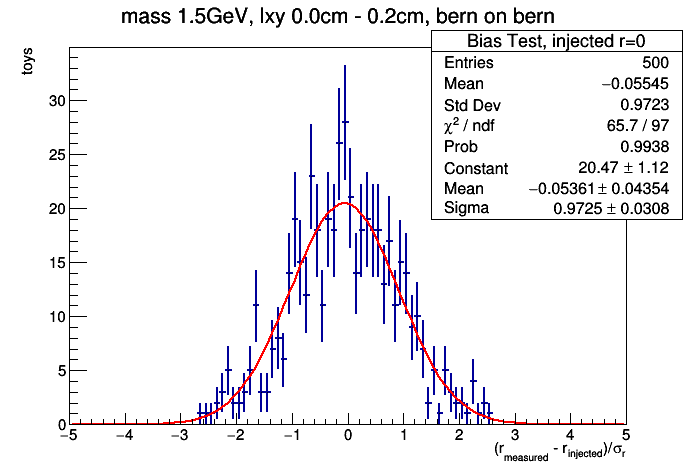 mass 1.5GeV, lxy 0.0cm - 0.2cm, bern on bern
Bias Test, injected r=0
Entries 500
Mean −0.05545
Std Dev 0.9723
χ² / ndf 65.7 / 97
Prob 0.9938
Constant 20.47 ± 1.12
Mean −0.05361 ± 0.04354
Sigma 0.9725 ± 0.0308
toys
30
25
20
15
10
5
0
−5 −4 −3 −2 −1 0 1 2 3 4 5
(r_measured - r_injected)/σ_r